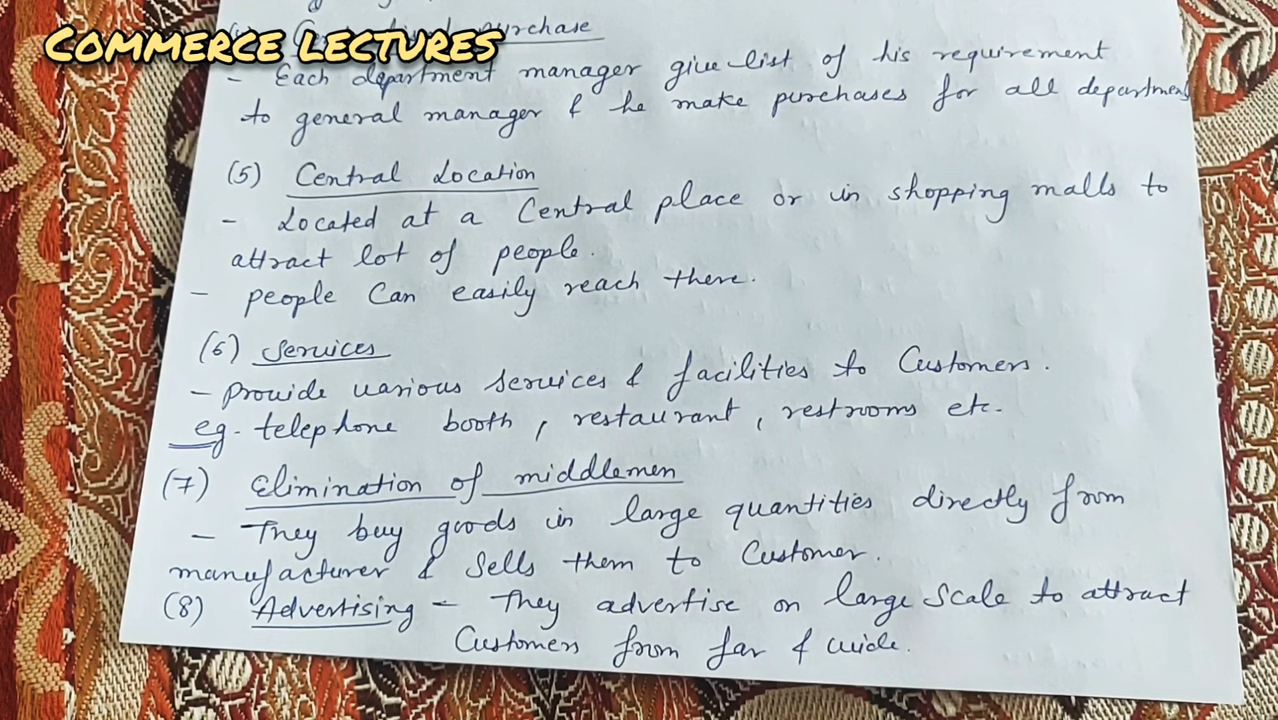 COMMERCE LECTURES
purchase
- Each department manager give list of his requirement
to general manager & he make purchases for all department
(5) Central Location
- Located at a Central place or in shopping malls to
attract lot of people.
- people Can easily reach there.
(6) Services
- provide various services & facilities to Customers.
eg. telephone booth, restaurant, restrooms etc.
(7) Elimination of middlemen
- They buy goods in large quantities directly from
manufacturer & Sells them to Customer.
(8) Advertising - They advertise on large Scale to attract
Customers from far & wide.